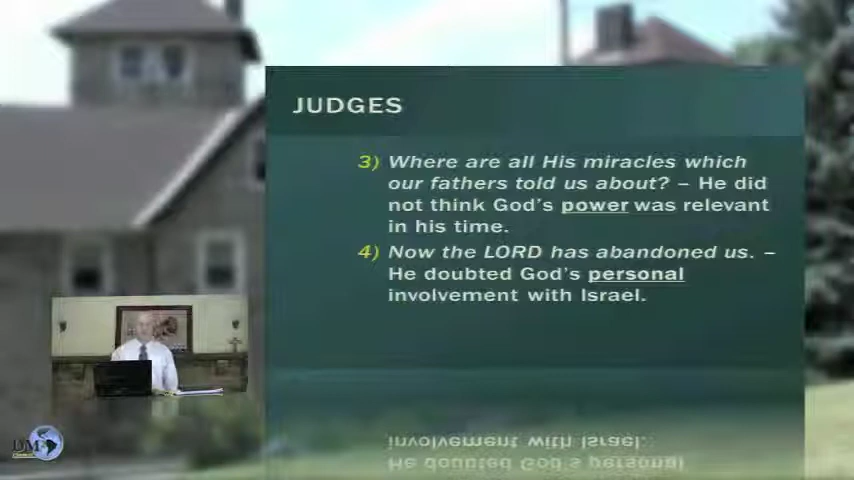 JUDGES
3) Where are all His miracles which
our fathers told us about? – He did
not think God's power was relevant
in his time.
4) Now the LORD has abandoned us. –
He doubted God's personal
involvement with Israel.
involvement with Israel.
He doubted God's personal
DM